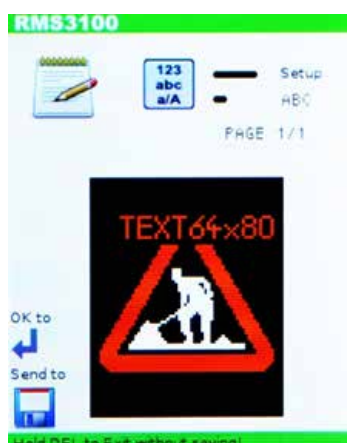 RMS3100
123
abc
a/A
Setup
ABC
PAGE 1/1
TEXT64x80
OK to
Send to
Hold DEL to Exit without saving!